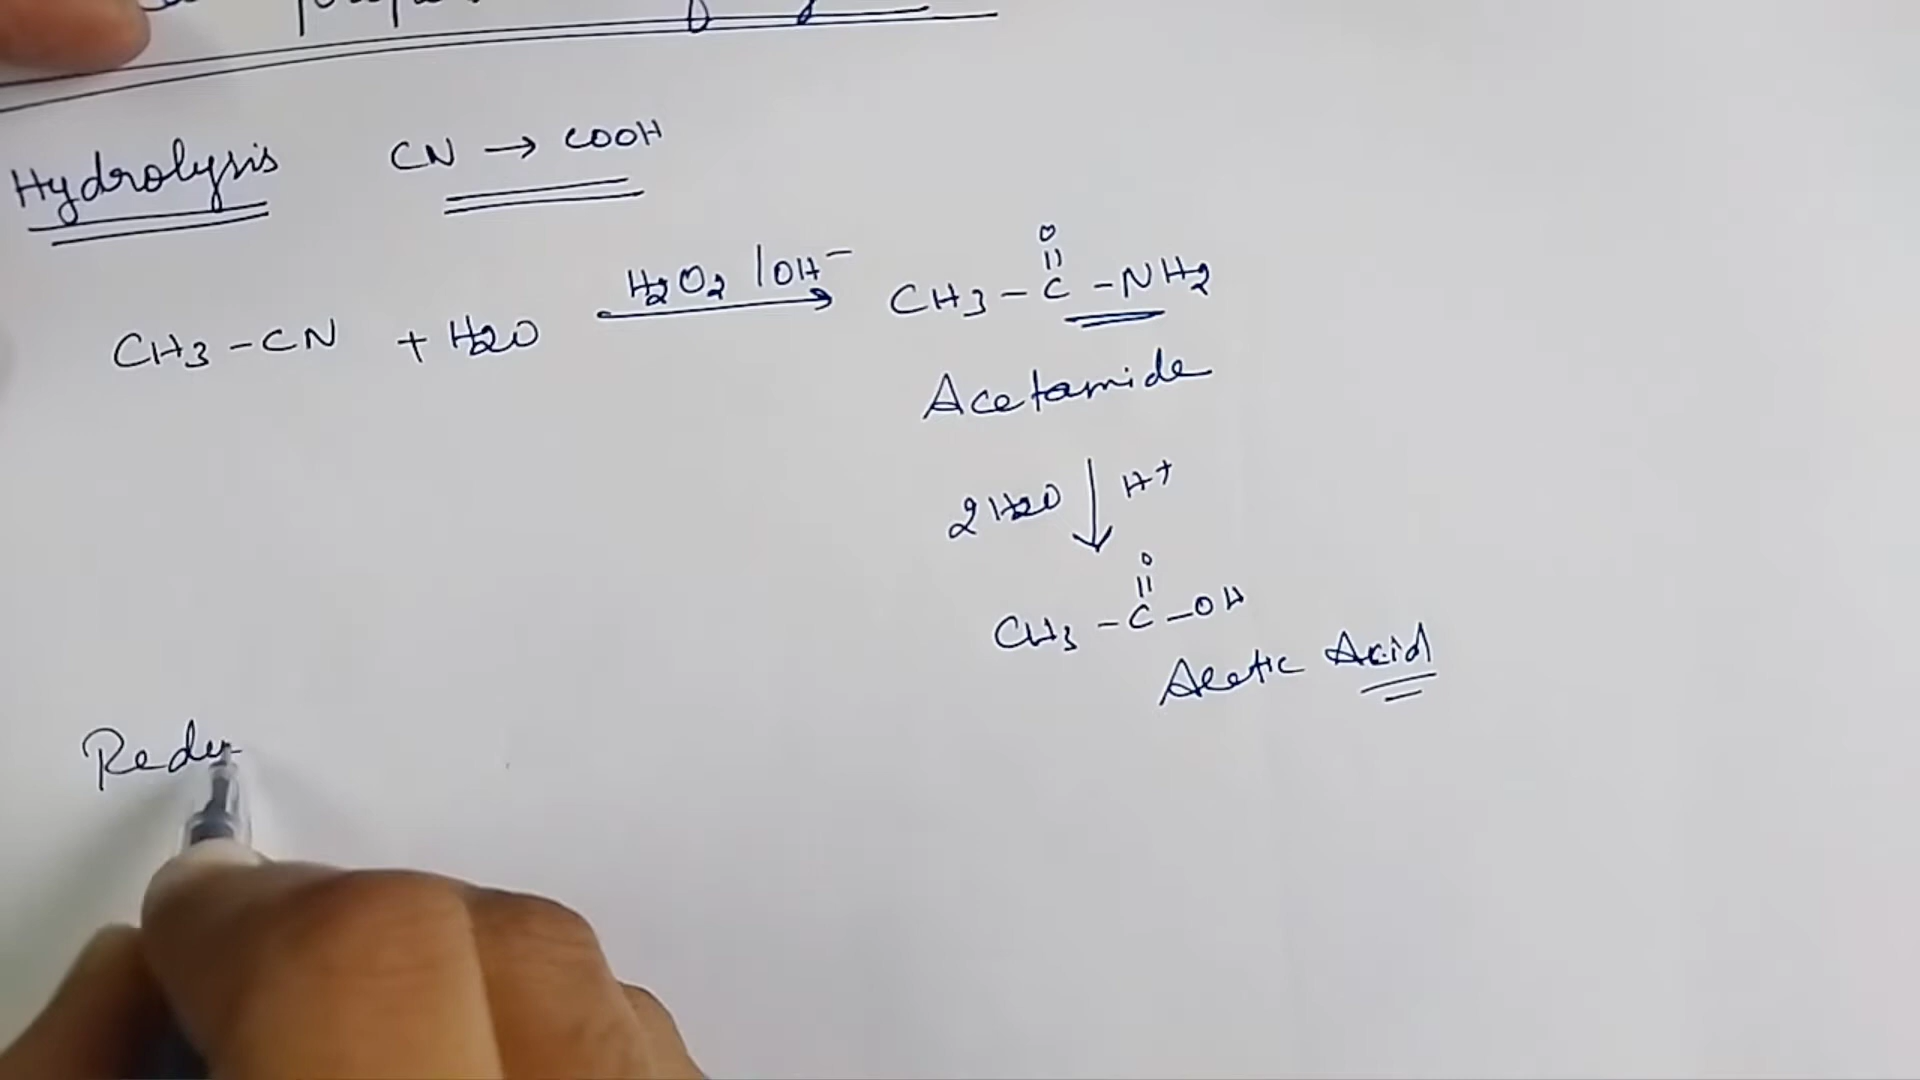 Hydrolysis CN → COOH
O
||
CH3 - CN + H2O H2O2 | OH⁻ → CH3 - C - NH2
Acetamide
2H2O ↓ H+
O
||
CH3 - C - OH
Acetic Acid
Redu